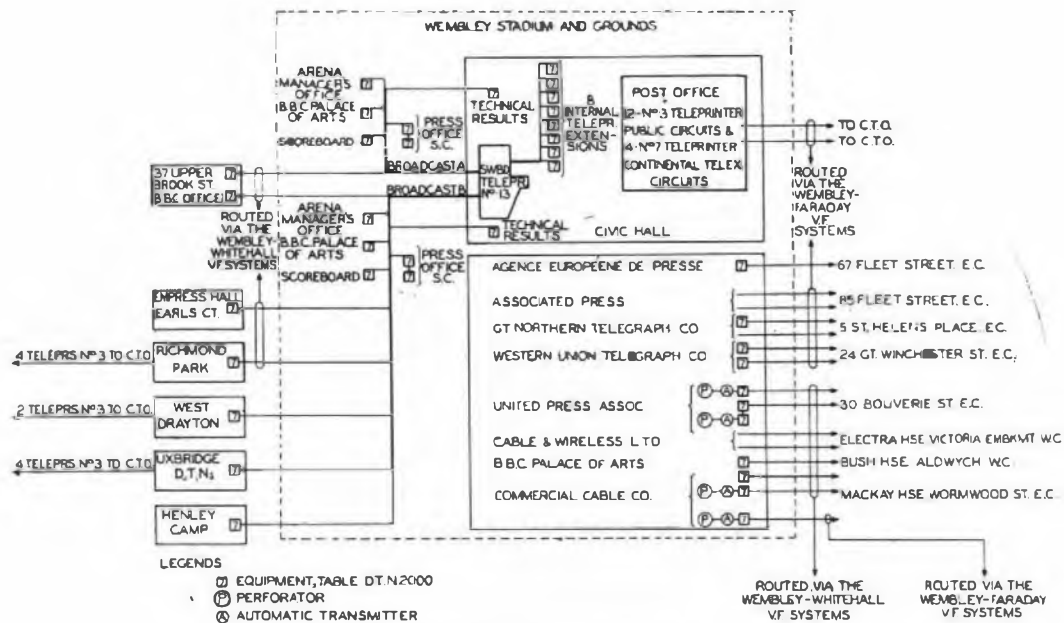 WEMBLEY STADIUM AND GROUNDS
ARENA
MANAGER'S
OFFICE
B.B.C. PALACE
OF ARTS
SCOREBOARD
PRESS
OFFICE
S.C.
TECHNICAL
RESULTS
8
INTERNAL
TELEPR
EXTEN-
SIONS
POST OFFICE
12-Nº3 TELEPRINTER
PUBLIC CIRCUITS &
4-Nº7 TELEPRINTER
CONTINENTAL TELEX
CIRCUITS
TO C.T.O.
TO C.T.O.
ROUTED
VIA THE
WEMBLEY-
FARADAY
V.F
SYSTEMS
37 UPPER
BROOK ST.
B.B.C. OFFICE
BROADCAST A
BROADCAST B
SWBD
TELEPR
Nº 13
ROUTED
VIA THE
WEMBLEY-
WHITEHALL
V.F SYSTEMS
ARENA
MANAGER'S
OFFICE
B.B.C. PALACE
OF ARTS
SCOREBOARD
PRESS
OFFICE
S.C.
TECHNICAL
RESULTS
CIVIC HALL
EMPRESS HALL
EARLS CT.
4 TELEPRS Nº 3 TO C.T.O.
RICHMOND
PARK
2 TELEPRS Nº 3 TO C.T.O.
WEST
DRAYTON
4 TELEPRS Nº 3 TO C.T.O.
UXBRIDGE
HENLEY
CAMP
AGENCE EUROPÉENE DE PRESSE
67 FLEET STREET. E.C.
ASSOCIATED PRESS
85 FLEET STREET. E.C.
GT NORTHERN TELEGRAPH CO
5 ST. HELENS PLACE E.C.
WESTERN UNION TELEGRAPH CO
24 GT. WINCHESTER ST. E.C.
UNITED PRESS ASSOC
P A
P A
30 BOUVERIE ST E.C.
CABLE & WIRELESS LTD
ELECTRA HSE VICTORIA EMBKMT W.C
B.B.C. PALACE OF ARTS
BUSH HSE ALDWYCH W.C
COMMERCIAL CABLE CO.
P A
P A
MACKAY HSE WORMWOOD ST. E.C.
ROUTED VIA THE
WEMBLEY-WHITEHALL
V.F SYSTEMS
ROUTED VIA THE
WEMBLEY-FARADAY
V.F SYSTEMS
LEGENDS
7 EQUIPMENT, TABLE DT.N2000
P PERFORATOR
A AUTOMATIC TRANSMITTER